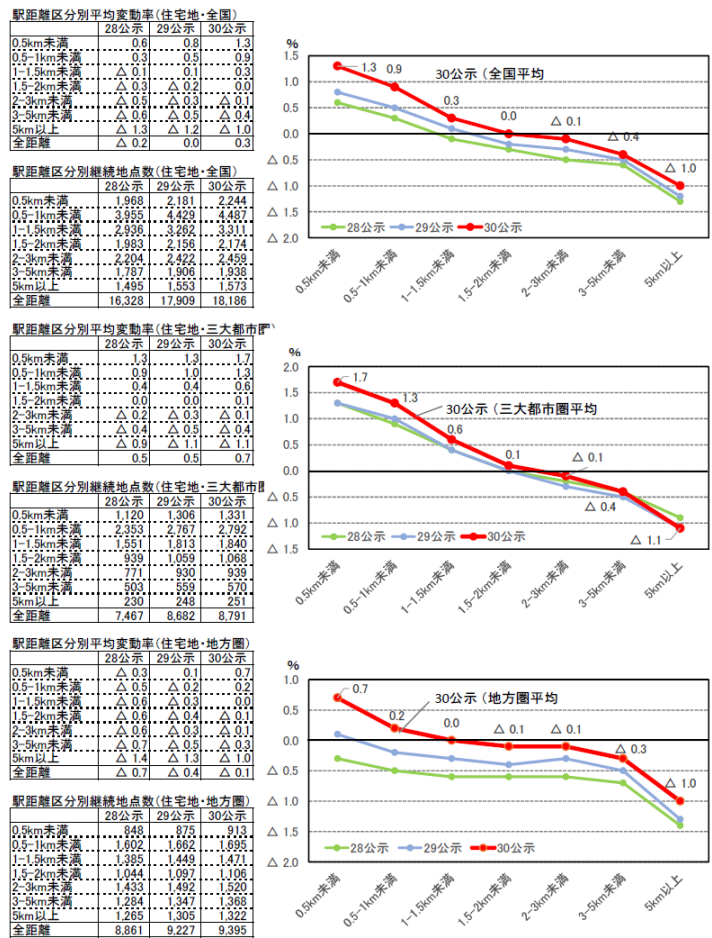 駅距離区分別平均変動率(住宅地・全国)
28公示 29公示 30公示
0.5km未満 0.6 0.8 1.3
0.5-1km未満 0.3 0.5 0.9
1-1.5km未満 △ 0.1 0.1 0.3
1.5-2km未満 △ 0.3 △ 0.2 0.0
2-3km未満 △ 0.5 △ 0.3 △ 0.1
3-5km未満 △ 0.6 △ 0.5 △ 0.4
5km以上 △ 1.3 △ 1.2 △ 1.0
全距離 △ 0.2 0.0 0.3
駅距離区分別継続地点数(住宅地・全国)
28公示 29公示 30公示
0.5km未満 1,968 2,181 2,244
0.5-1km未満 3,955 4,429 4,487
1-1.5km未満 2,936 3,262 3,311
1.5-2km未満 1,983 2,156 2,174
2-3km未満 2,204 2,422 2,459
3-5km未満 1,787 1,906 1,938
5km以上 1,495 1,553 1,573
全距離 16,328 17,909 18,186
%
1.5
1.0
0.5
0.0
△ 0.5
△ 1.0
△ 1.5
△ 2.0
30公示(全国平均
1.3
0.9
0.3
0.0
△ 0.1
△ 0.4
△ 1.0
28公示 29公示 30公示
0.5km未満
0.5-1km未満
1-1.5km未満
1.5-2km未満
2-3km未満
3-5km未満
5km以上
駅距離区分別平均変動率(住宅地・三大都市圏)
28公示 29公示 30公示
0.5km未満 1.3 1.3 1.7
0.5-1km未満 0.9 1.0 1.3
1-1.5km未満 0.4 0.4 0.6
1.5-2km未満 0.0 0.0 0.1
2-3km未満 △ 0.2 △ 0.3 △ 0.1
3-5km未満 △ 0.4 △ 0.5 △ 0.4
5km以上 △ 0.9 △ 1.1 △ 1.1
全距離 0.5 0.5 0.7
駅距離区分別継続地点数(住宅地・三大都市
28公示 29公示 30公示
0.5km未満 1,120 1,306 1,331
0.5-1km未満 2,353 2,767 2,792
1-1.5km未満 1,551 1,813 1,840
1.5-2km未満 939 1,059 1,068
2-3km未満 771 930 939
3-5km未満 503 559 570
5km以上 230 248 251
全距離 7,467 8,682 8,791
%
2.0
1.5
1.0
0.5
0.0
△ 0.5
△ 1.0
△ 1.5
30公示(三大都市圏平均
1.7
1.3
0.6
0.1
△ 0.1
△ 0.4
△ 1.1
28公示 29公示 30公示
0.5km未満
0.5-1km未満
1-1.5km未満
1.5-2km未満
2-3km未満
3-5km未満
5km以上
駅距離区分別平均変動率(住宅地・地方圏)
28公示 29公示 30公示
0.5km未満 △ 0.3 0.1 0.7
0.5-1km未満 △ 0.5 △ 0.2 0.2
1-1.5km未満 △ 0.6 △ 0.3 0.0
1.5-2km未満 △ 0.6 △ 0.4 △ 0.1
2-3km未満 △ 0.6 △ 0.3 △ 0.1
3-5km未満 △ 0.7 △ 0.5 △ 0.3
5km以上 △ 1.4 △ 1.3 △ 1.0
全距離 △ 0.7 △ 0.4 △ 0.1
駅距離区分別継続地点数(住宅地・地方圏)
28公示 29公示 30公示
0.5km未満 848 875 913
0.5-1km未満 1,602 1,662 1,695
1-1.5km未満 1,385 1,449 1,471
1.5-2km未満 1,044 1,097 1,106
2-3km未満 1,433 1,492 1,520
3-5km未満 1,284 1,347 1,368
5km以上 1,265 1,305 1,322
全距離 8,861 9,227 9,395
%
1.0
0.5
0.0
△ 0.5
△ 1.0
△ 1.5
△ 2.0
30公示(地方圏平均
0.7
0.2
0.0
△ 0.1
△ 0.1
△ 0.3
△ 1.0
28公示 29公示 30公示
0.5km未満
0.5-1km未満
1-1.5km未満
1.5-2km未満
2-3km未満
3-5km未満
5km以上